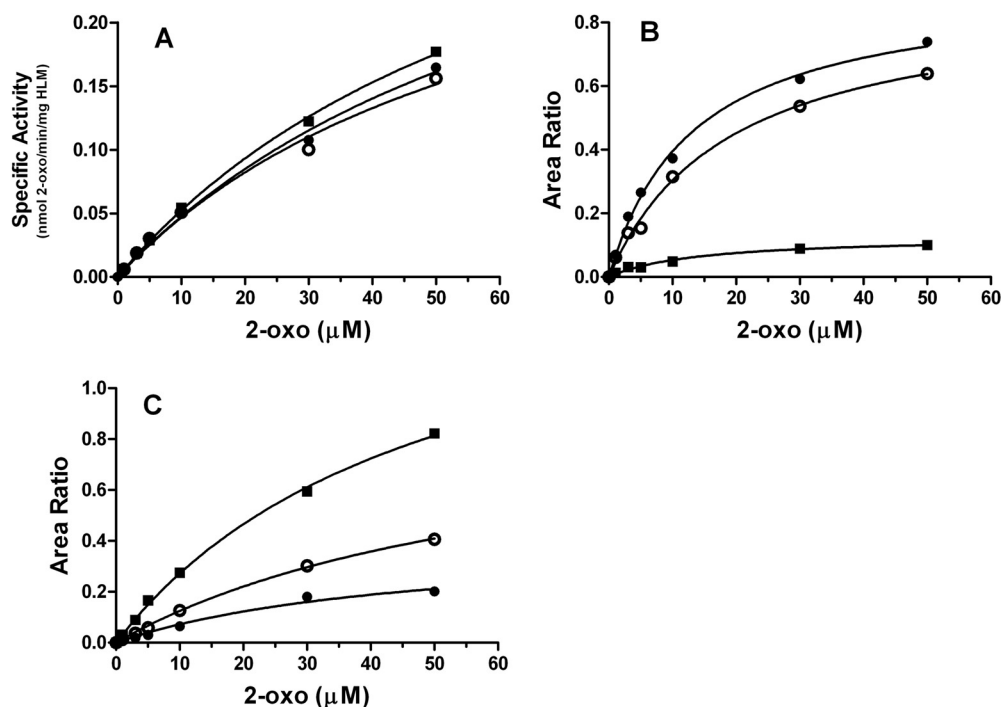 A
Specific Activity
(nmol 2-oxo/min/mg HLM)
0.20
0.15
0.10
0.05
0.00
0 10 20 30 40 50 60
2-oxo (μM)
B
Area Ratio
0.8
0.6
0.4
0.2
0.0
0 10 20 30 40 50 60
2-oxo (μM)
C
Area Ratio
1.0
0.8
0.6
0.4
0.2
0.0
0 10 20 30 40 50 60
2-oxo (μM)